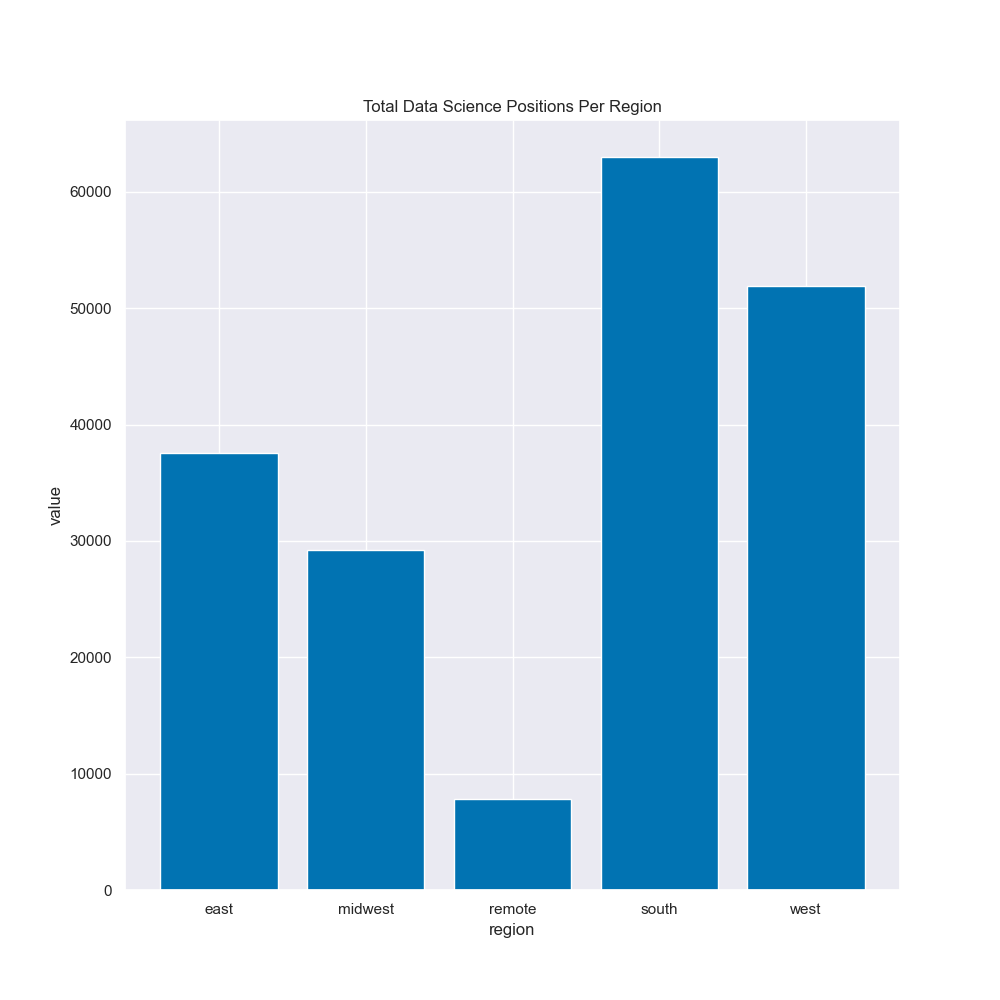 Total Data Science Positions Per Region
60000
50000
40000
30000
20000
10000
0
value
east midwest remote south west
region